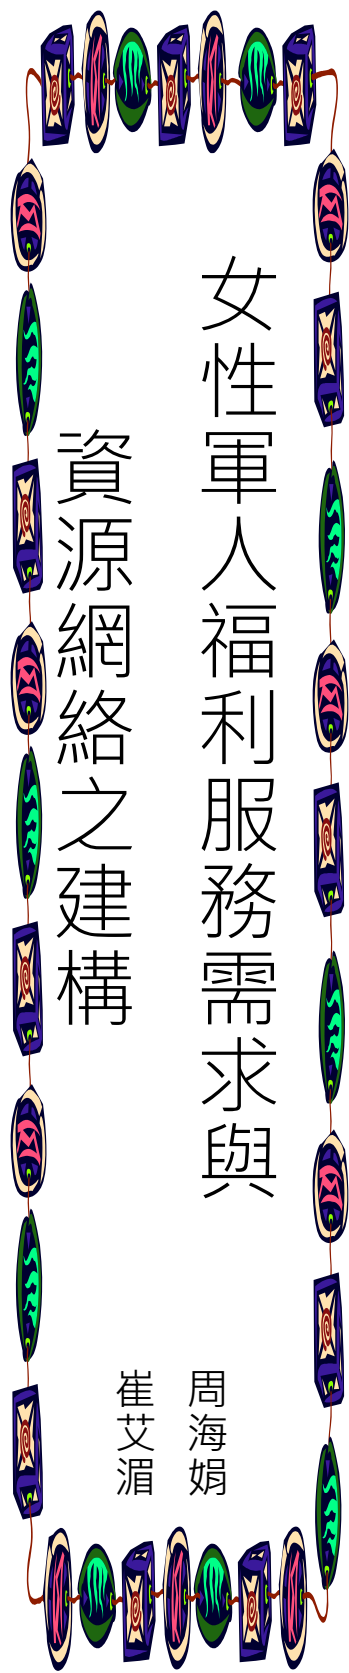 女性軍人福利服務需求與
資源網絡之建構
周海娟
崔艾湄